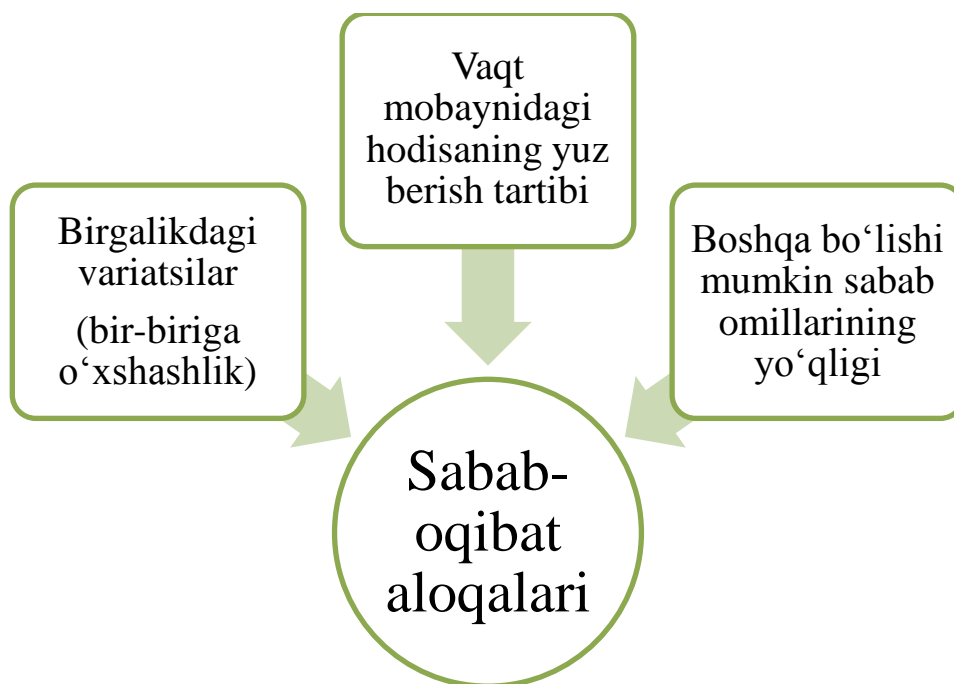 Vaqt
mobaynidagi
hodisaning yuz
berish tartibi
Birgalikdagi
variatsilar
(bir-biriga
o‘xshashlik)
Boshqa bo‘lishi
mumkin sabab
omillarining
yo‘qligi
Sabab-
oqibat
aloqalari